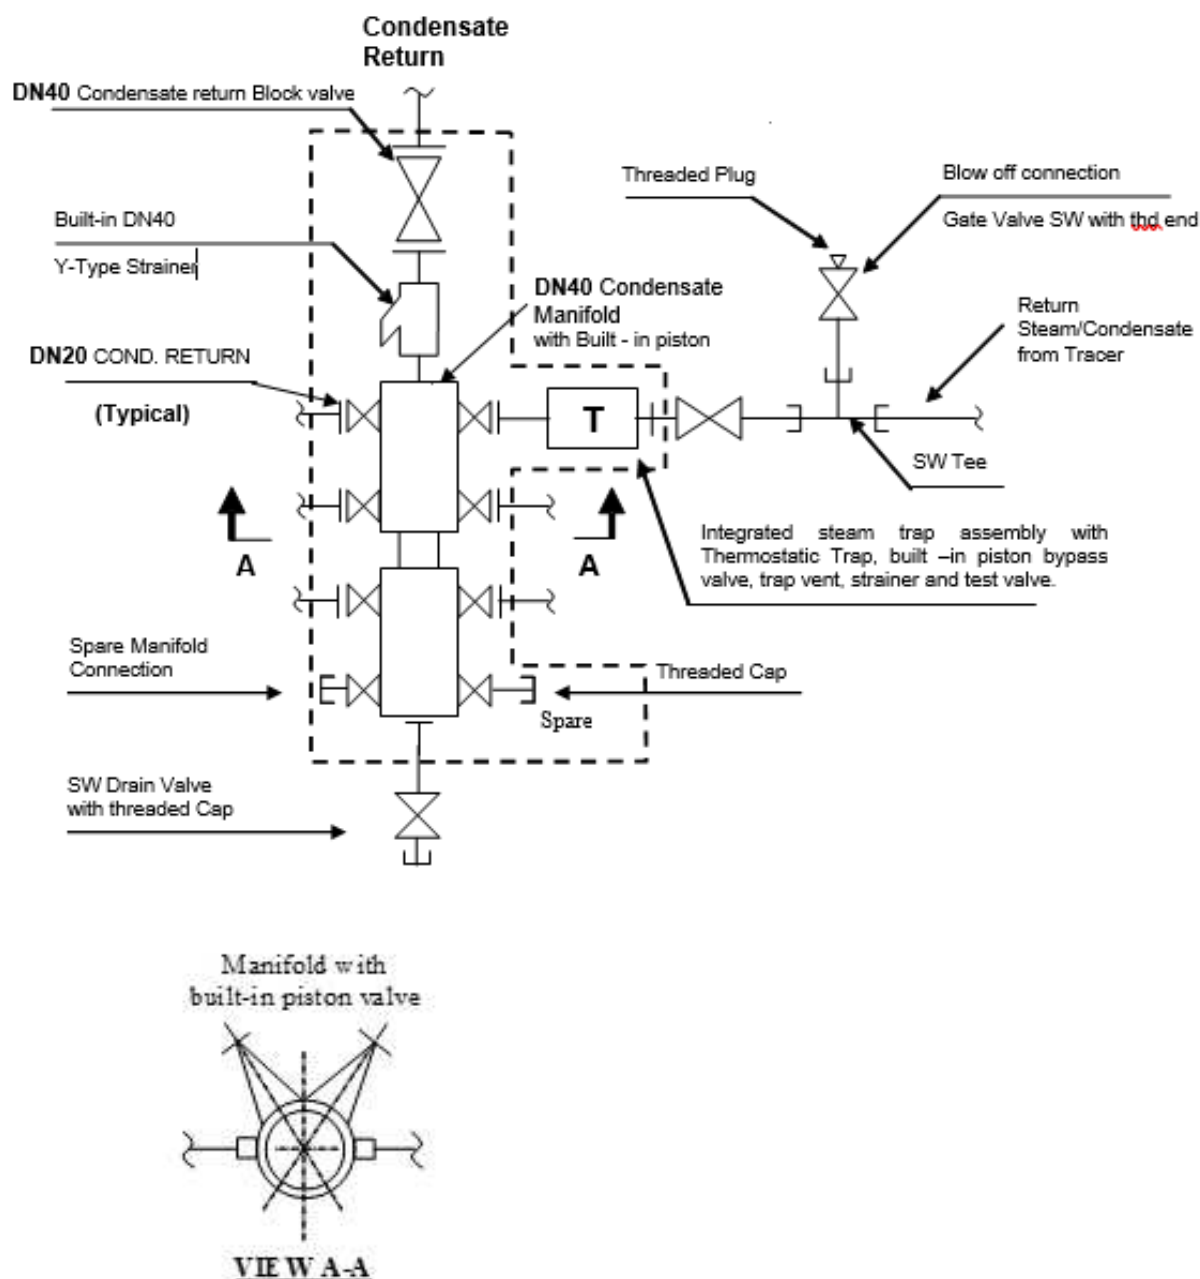 Condensate
Return
DN40 Condensate return Block valve
Threaded Plug
Blow off connection
Gate Valve SW with thd end
Built-in DN40
Y-Type Strainer
DN40 Condensate
Manifold
with Built - in piston
Return
Steam/Condensate
from Tracer
DN20 COND. RETURN
(Typical)
T
SW Tee
A
A
Integrated steam trap assembly with
Thermostatic Trap, built –in piston bypass
valve, trap vent, strainer and test valve.
Spare Manifold
Connection
Threaded Cap
Spare
SW Drain Valve
with threaded Cap
Manifold with
built-in piston valve
VIEW A-A